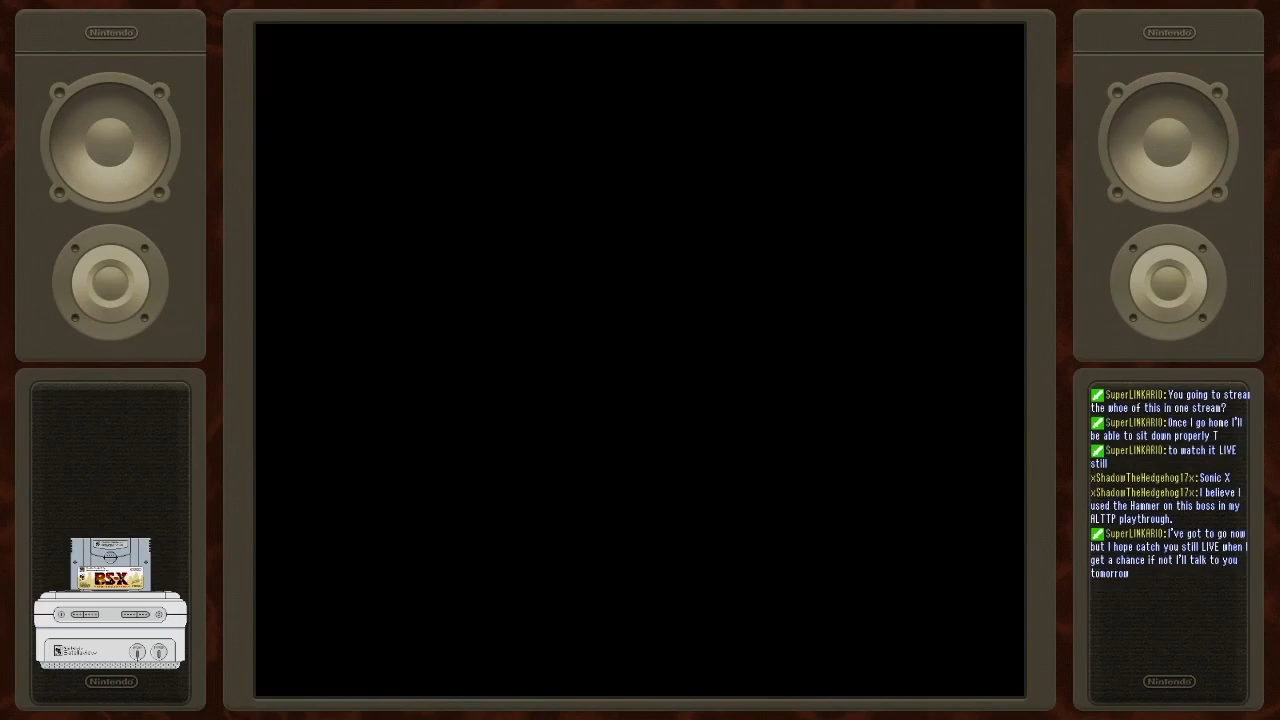 Nintendo
Nintendo
SuperLINKARIO: You going to strea
the whoe of this in one stream?
SuperLINKARIO: Once I go home I'll
be able to sit down properly T
SuperLINKARIO: to watch it LIVE
still
xShadowTheHedgehog17x: Sonic X
xShadowTheHedgehog17x: I believe I
used the Hammer on this boss in my
ALTTP playthrough.
SuperLINKARIO: I've got to go now
but I hope catch you still LIVE when I
get a chance if not I'll talk to you
tomorrow
BS-X
Nintendo
Nintendo